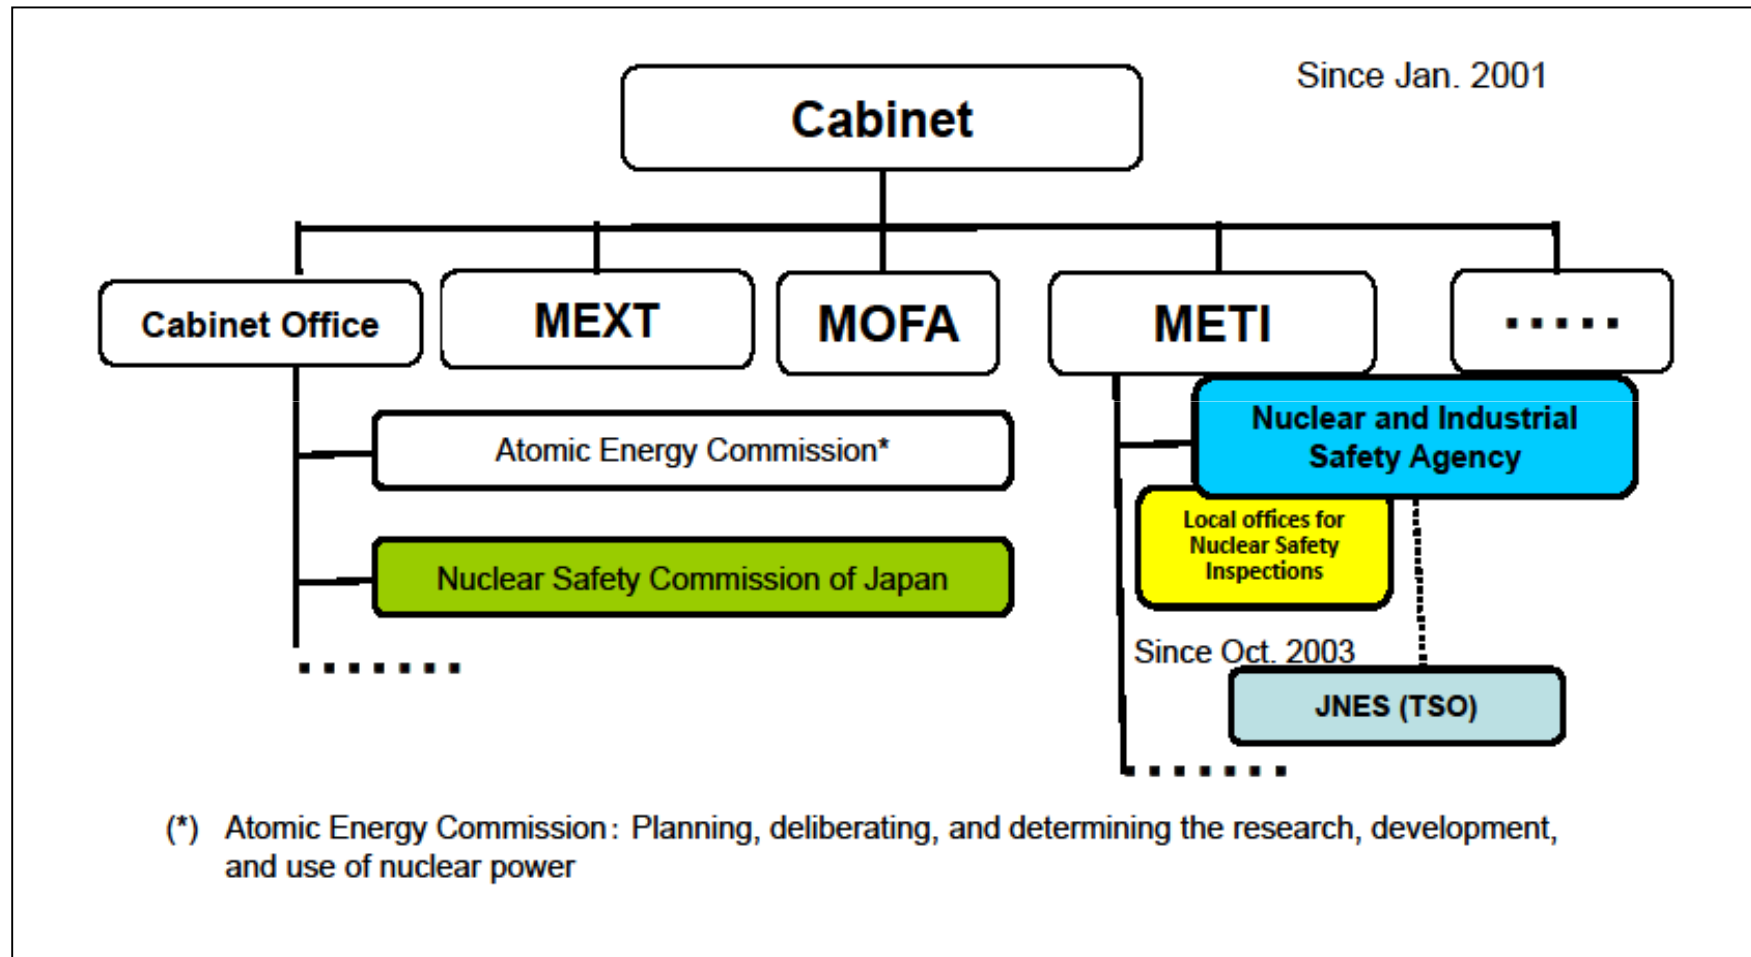 Since Jan. 2001
Cabinet
Cabinet Office
MEXT
MOFA
METI
.....
Atomic Energy Commission*
Nuclear Safety Commission of Japan
.......
Nuclear and Industrial
Safety Agency
Local offices for
Nuclear Safety
Inspections
Since Oct. 2003
JNES (TSO)
.......
(*) Atomic Energy Commission: Planning, deliberating, and determining the research, development,
and use of nuclear power